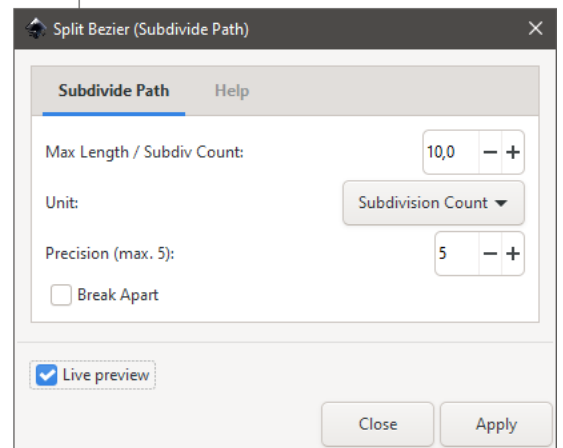 Split Bezier (Subdivide Path)
Subdivide Path Help
Max Length / Subdiv Count: 10,0
Unit: Subdivision Count
Precision (max. 5): 5
Break Apart
Live preview
Close Apply